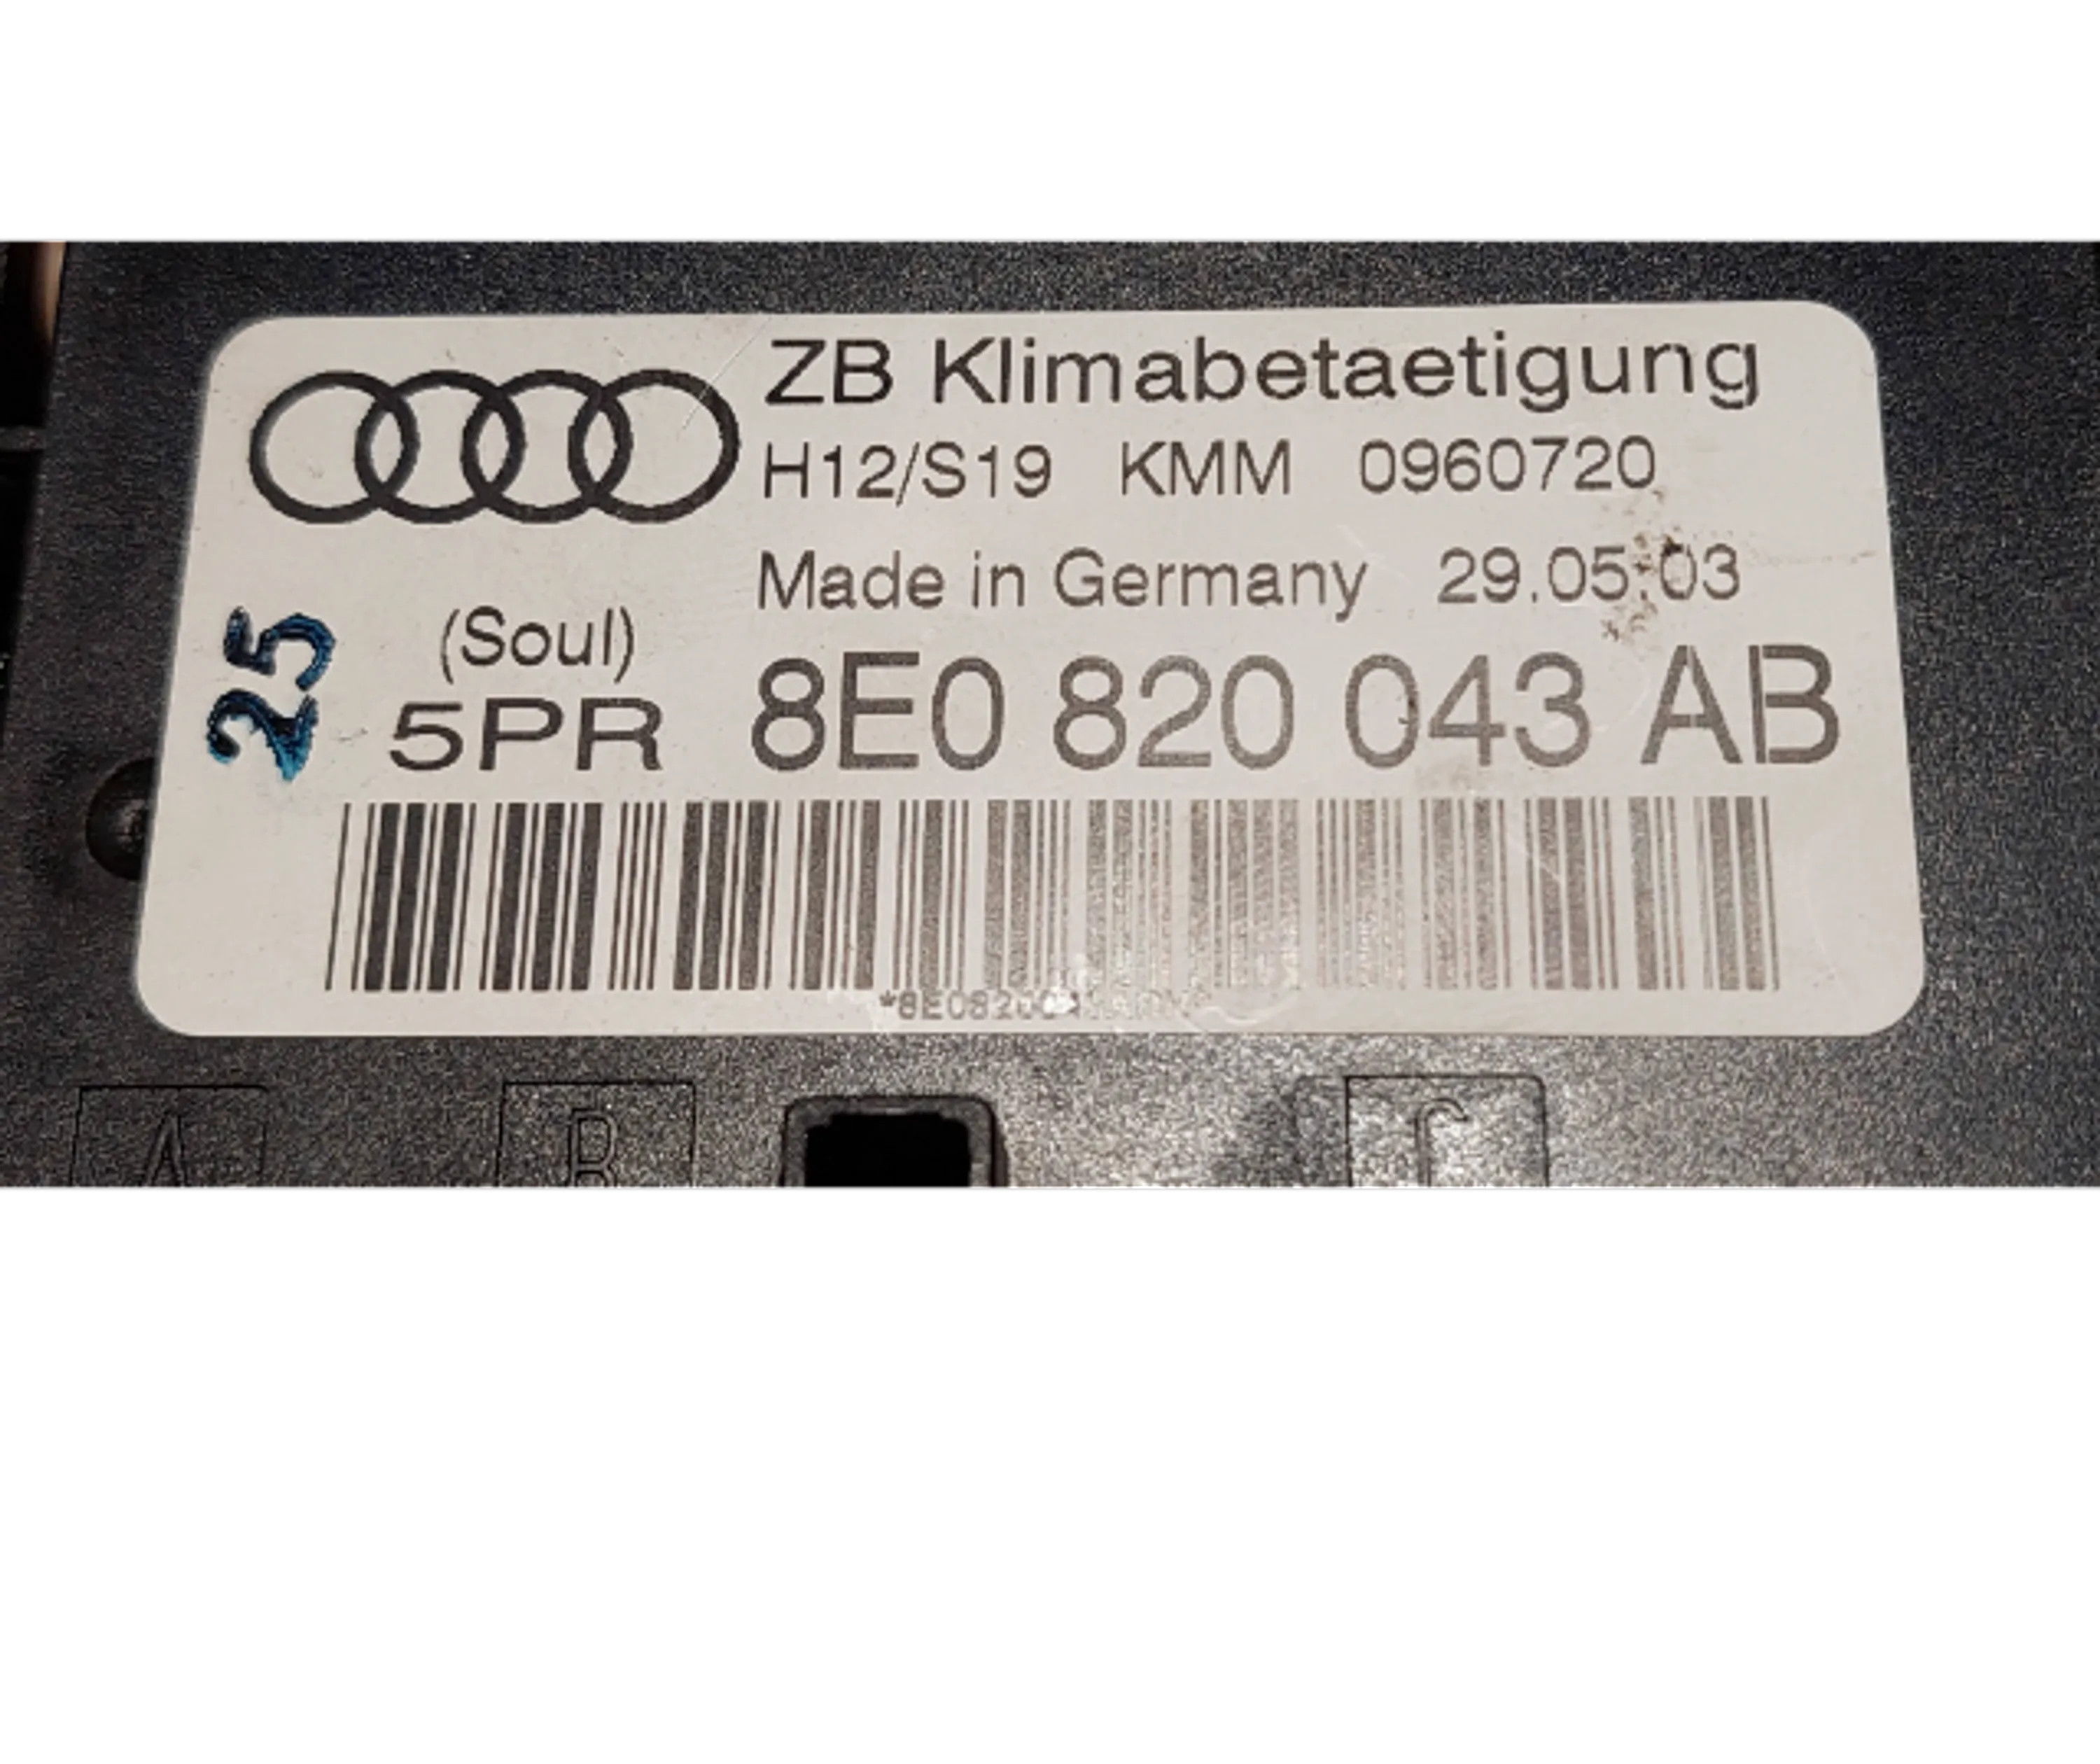 ZB Klimabetaetigung
H12/S19 KMM 0960720
Made in Germany 29.05.03
25
(Soul)
5PR 8E0 820 043 AB
A B C